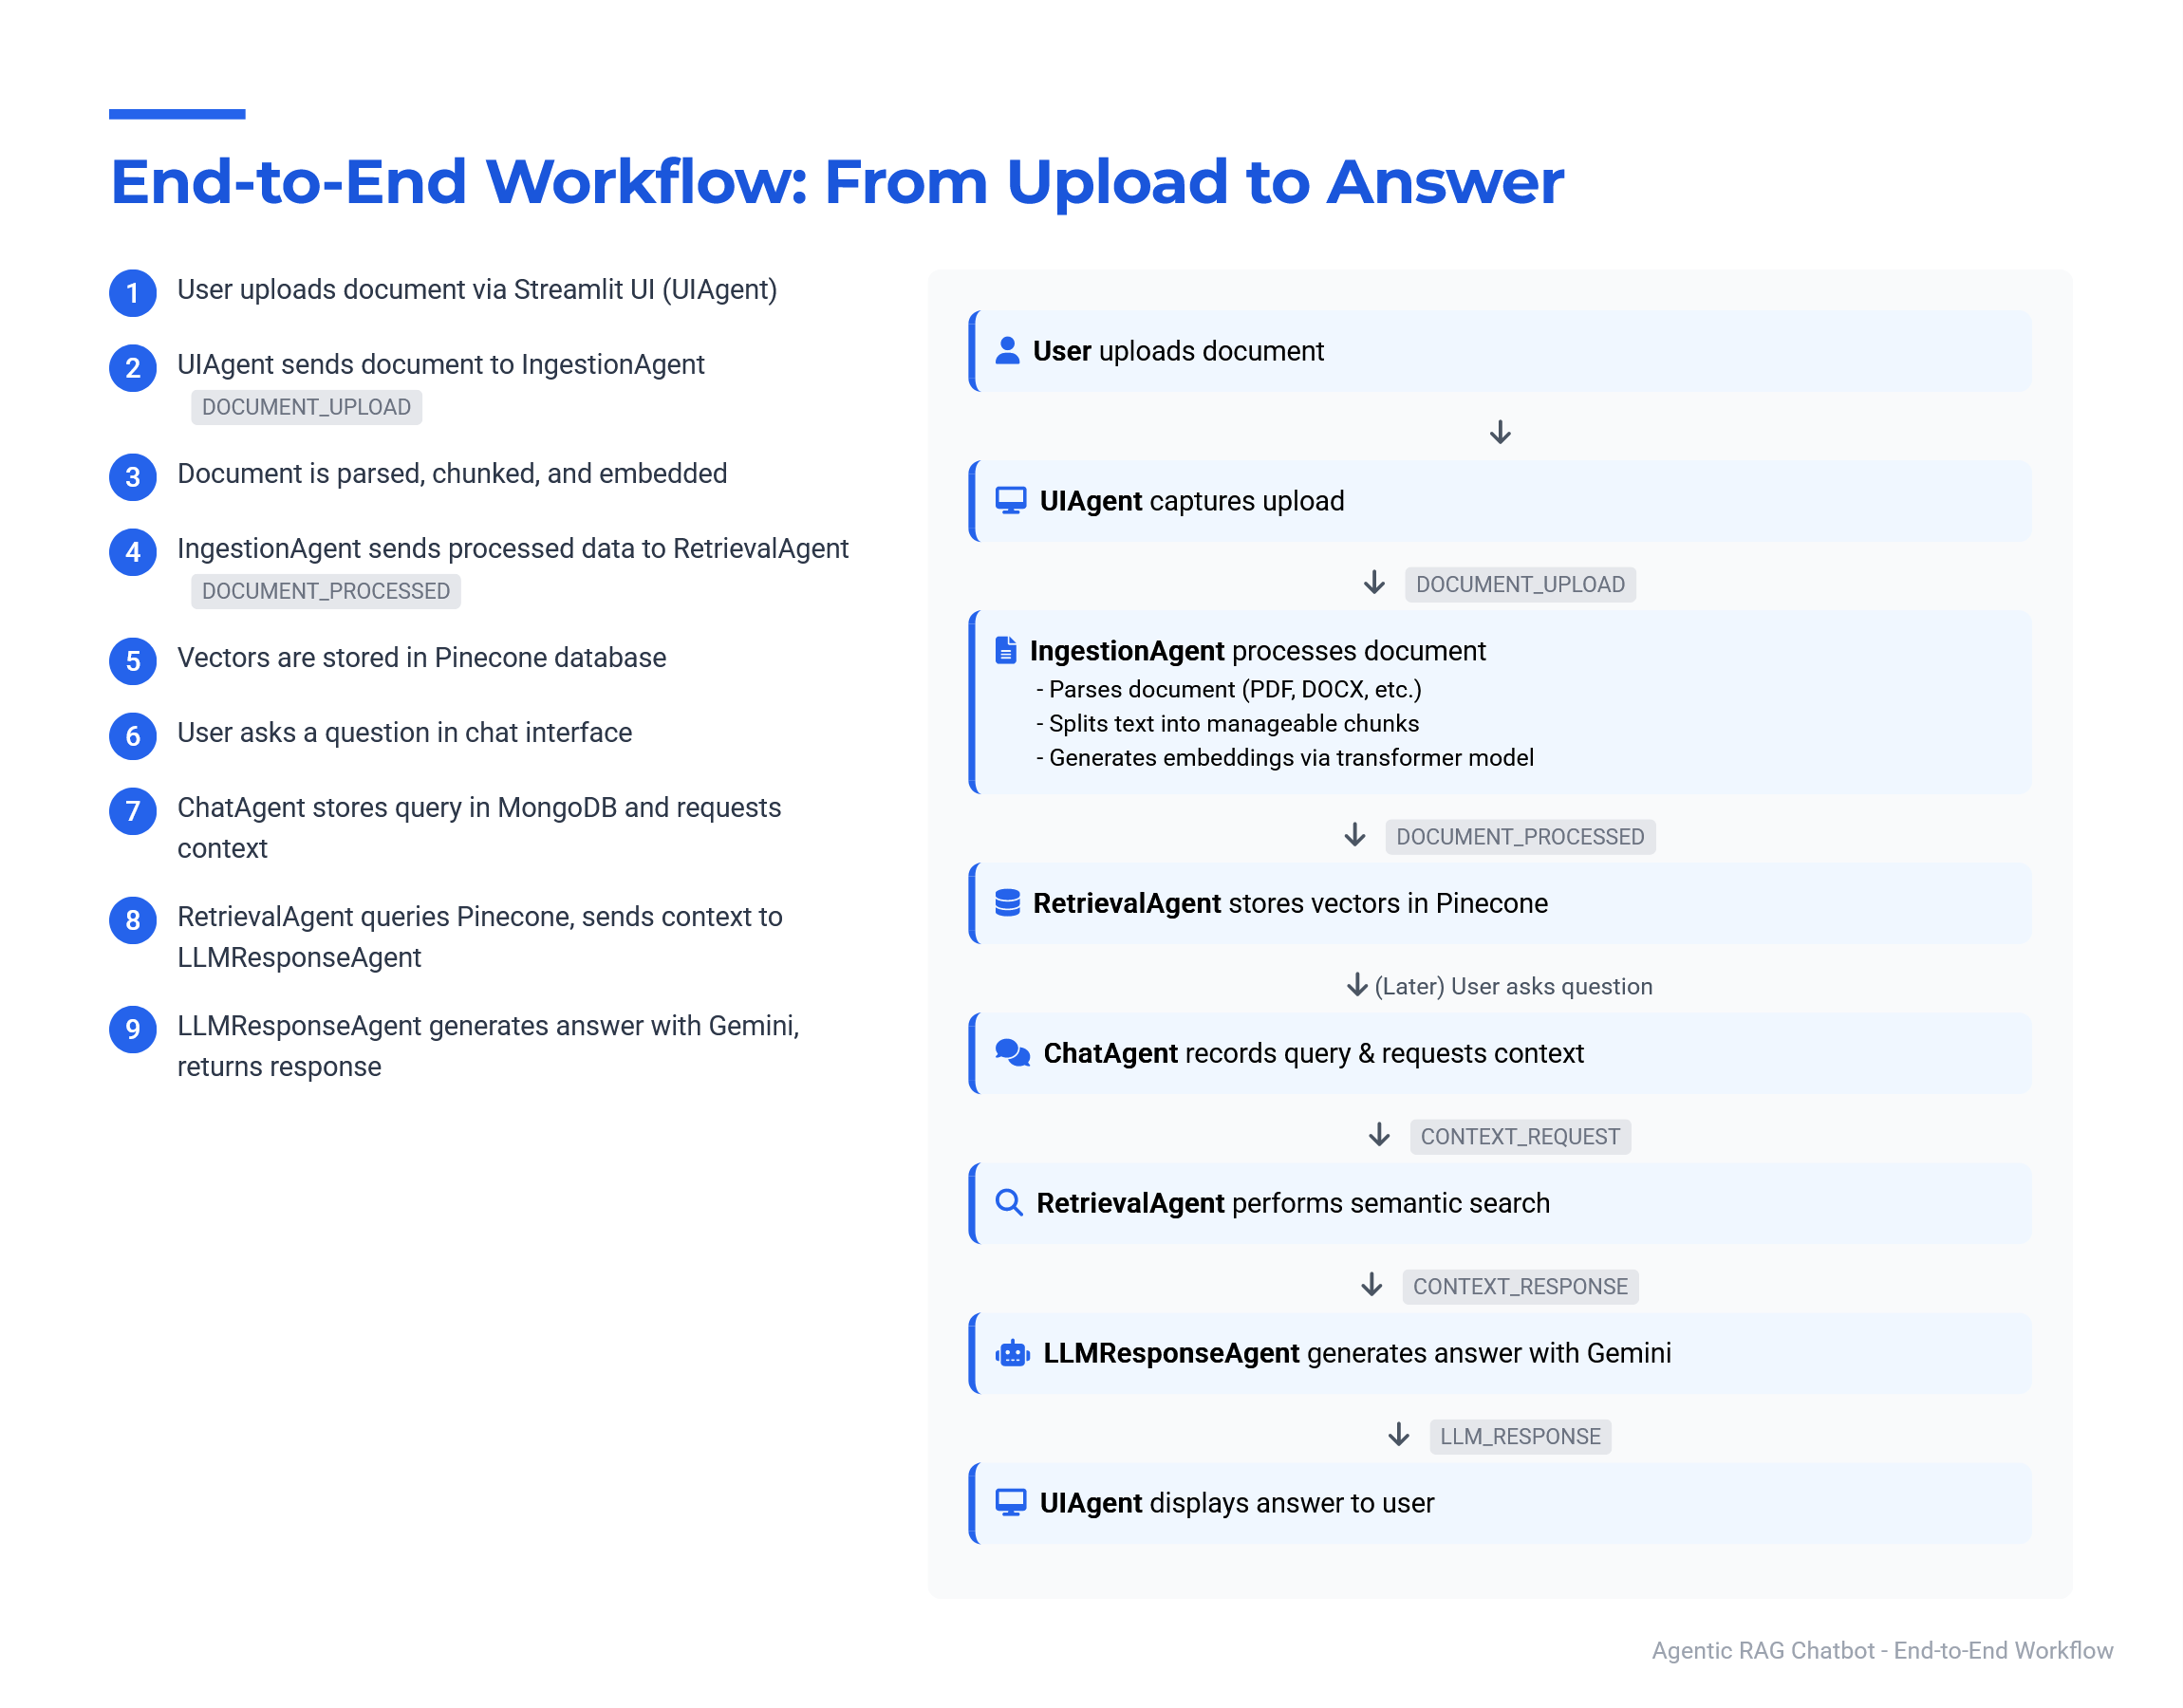 End-to-End Workflow: From Upload to Answer
1 User uploads document via Streamlit UI (UIAgent)
2 UIAgent sends document to IngestionAgent
DOCUMENT_UPLOAD
3 Document is parsed, chunked, and embedded
4 IngestionAgent sends processed data to RetrievalAgent
DOCUMENT_PROCESSED
5 Vectors are stored in Pinecone database
6 User asks a question in chat interface
7 ChatAgent stores query in MongoDB and requests
context
8 RetrievalAgent queries Pinecone, sends context to
LLMResponseAgent
9 LLMResponseAgent generates answer with Gemini,
returns response
User uploads document
UIAgent captures upload
DOCUMENT_UPLOAD
IngestionAgent processes document
- Parses document (PDF, DOCX, etc.)
- Splits text into manageable chunks
- Generates embeddings via transformer model
DOCUMENT_PROCESSED
RetrievalAgent stores vectors in Pinecone
(Later) User asks question
ChatAgent records query & requests context
CONTEXT_REQUEST
RetrievalAgent performs semantic search
CONTEXT_RESPONSE
LLMResponseAgent generates answer with Gemini
LLM_RESPONSE
UIAgent displays answer to user
Agentic RAG Chatbot - End-to-End Workflow